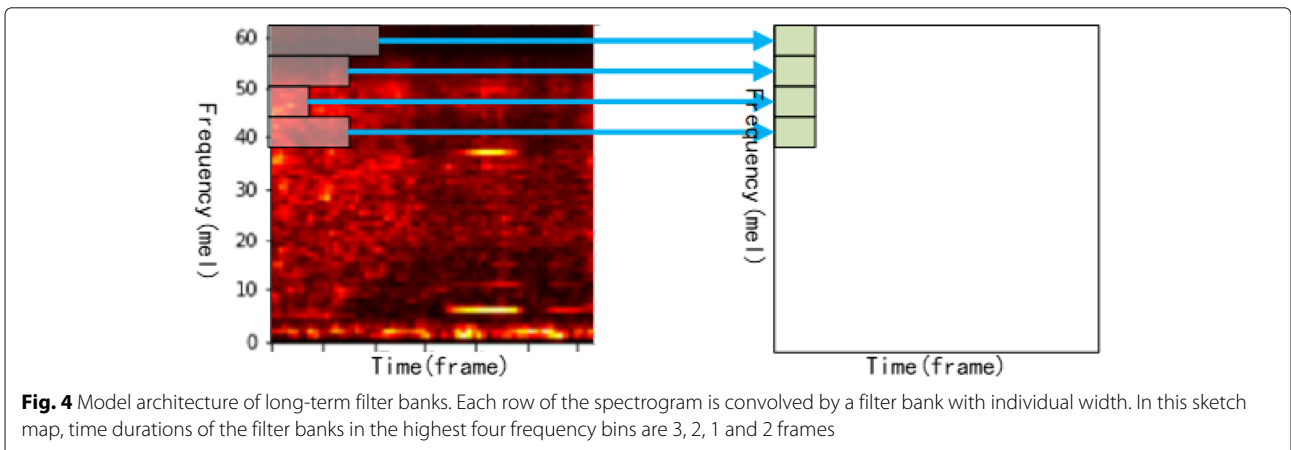 60
50
40
30
20
10
0
Frequency(mel)
Time(frame)
Frequency(mel)
Time(frame)
Fig. 4 Model architecture of long-term filter banks. Each row of the spectrogram is convolved by a filter bank with individual width. In this sketch
map, time durations of the filter banks in the highest four frequency bins are 3, 2, 1 and 2 frames